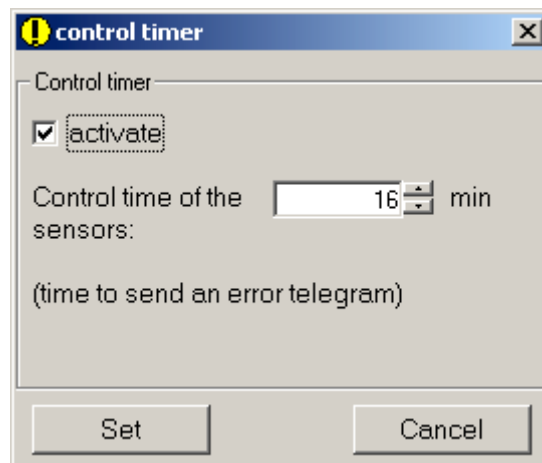 control timer
Control timer
activate
Control time of the 16 min
sensors:
(time to send an error telegram)
Set Cancel